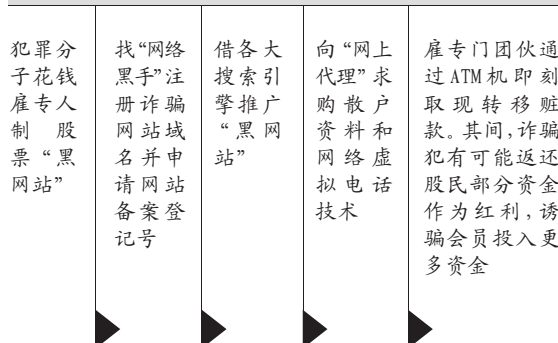 犯罪分
子花钱
雇专人
制股
票“黑
网站”
找“网络
黑手”注
册诈骗
网站域
名并申
请网站
备案登
记号
借各大
搜索引
擎推广
“黑网
站”
向“网上
代理”求
购散户
资料和
网络虚
拟电话
技术
雇专门团伙通
过ATM机即刻
取现转移赃
款。其间,诈骗
犯有可能返还
股民部分资金
作为红利,诱
骗会员投入更
多资金